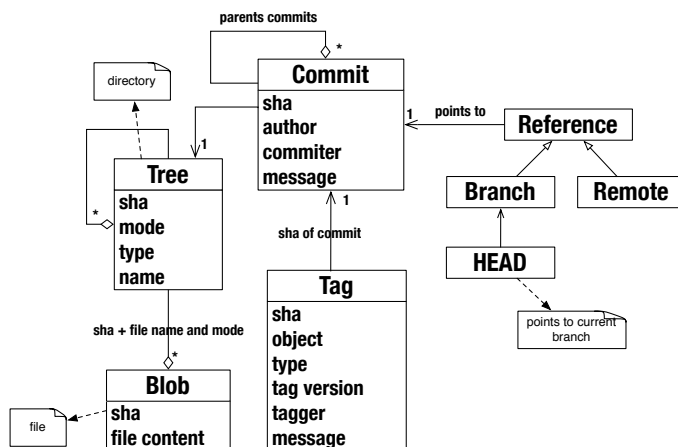 parents commits
*
Commit
sha
author
commiter
message
directory
1
Tree
sha
mode
type
name
*
1
points to
Reference
Branch
Remote
HEAD
points to current
branch
1
sha of commit
Tag
sha
object
type
tag version
tagger
message
sha + file name and mode
*
Blob
sha
file content
file